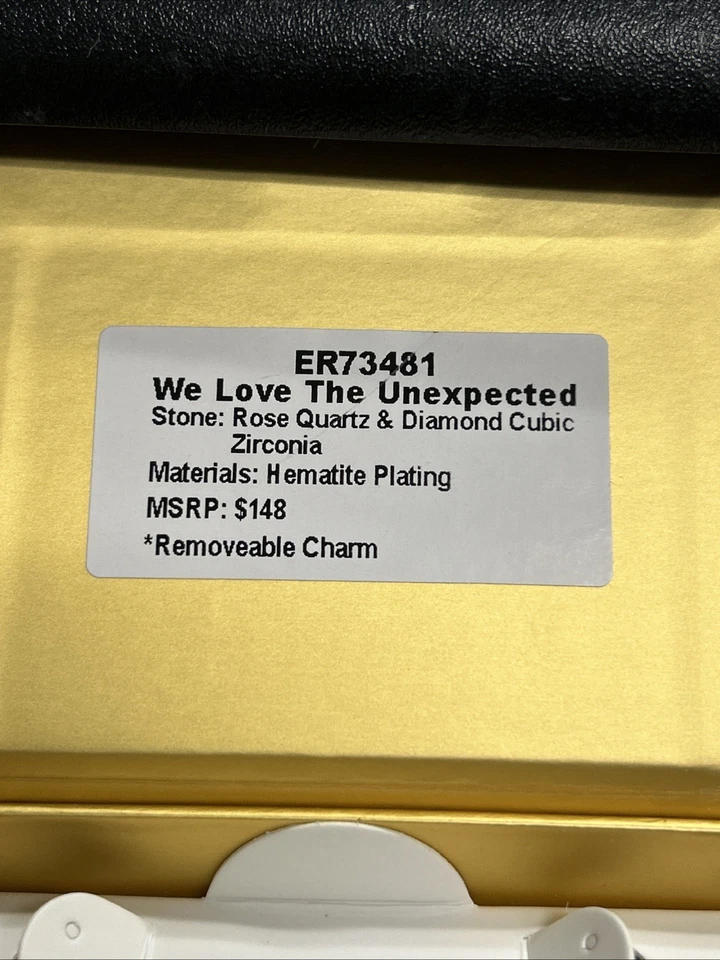 ER73481
We Love The Unexpected
Stone: Rose Quartz & Diamond Cubic
Zirconia
Materials: Hematite Plating
MSRP: $148
*Removeable Charm